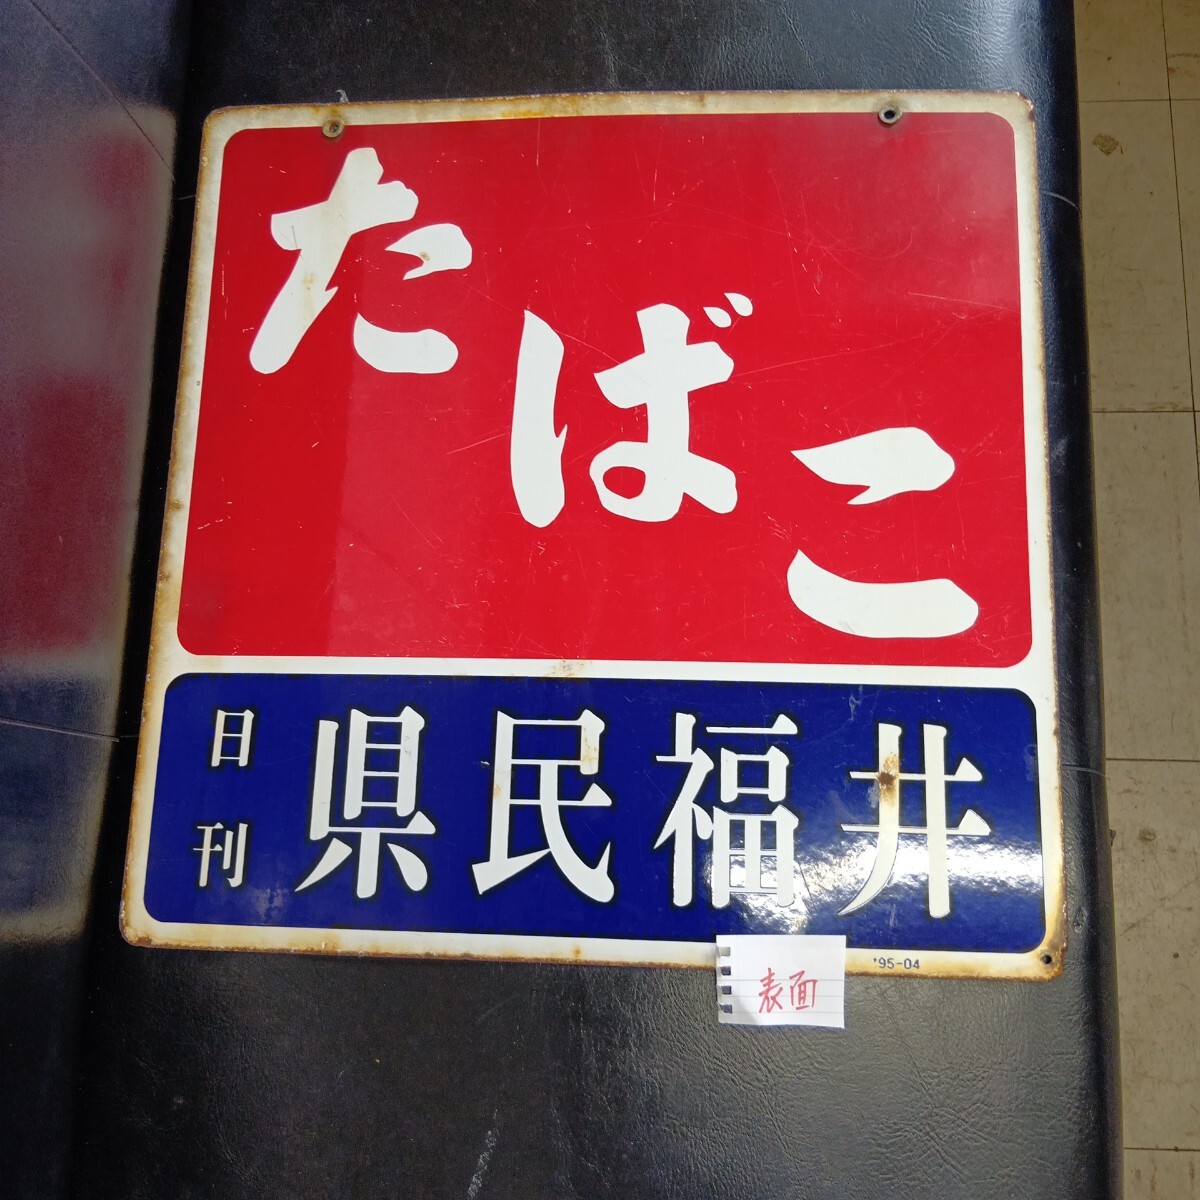 たばこ
日刊 県民福井
'95-04
表面